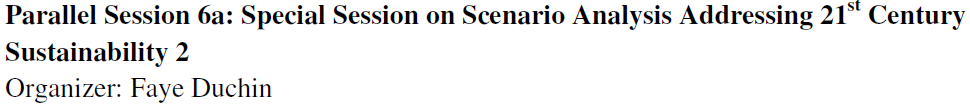 Parallel Session 6a: Special Session on Scenario Analysis Addressing 21st Century
Sustainability 2
Organizer: Faye Duchin